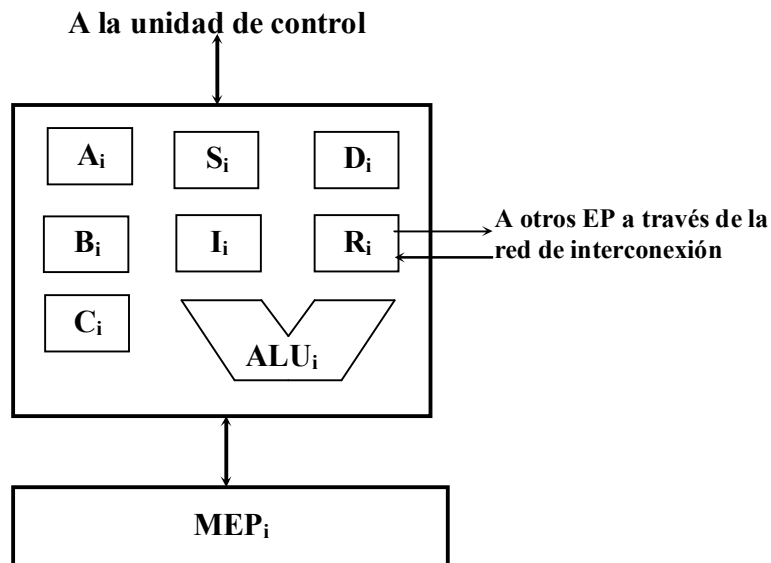 A la unidad de control
Aᵢ Sᵢ Dᵢ
Bᵢ Iᵢ Rᵢ
A otros EP a través de la
red de interconexión
Cᵢ
ALUᵢ
MEPᵢ